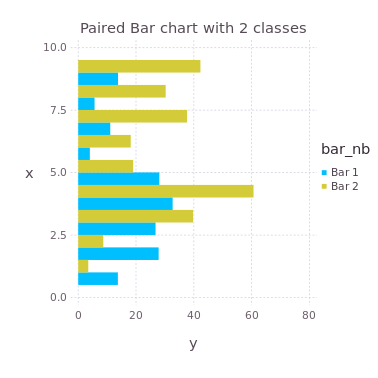 Paired Bar chart with 2 classes
10.0
7.5
5.0
2.5
0.0
x
0 20 40 60 80
y
bar_nb
Bar 1
Bar 2